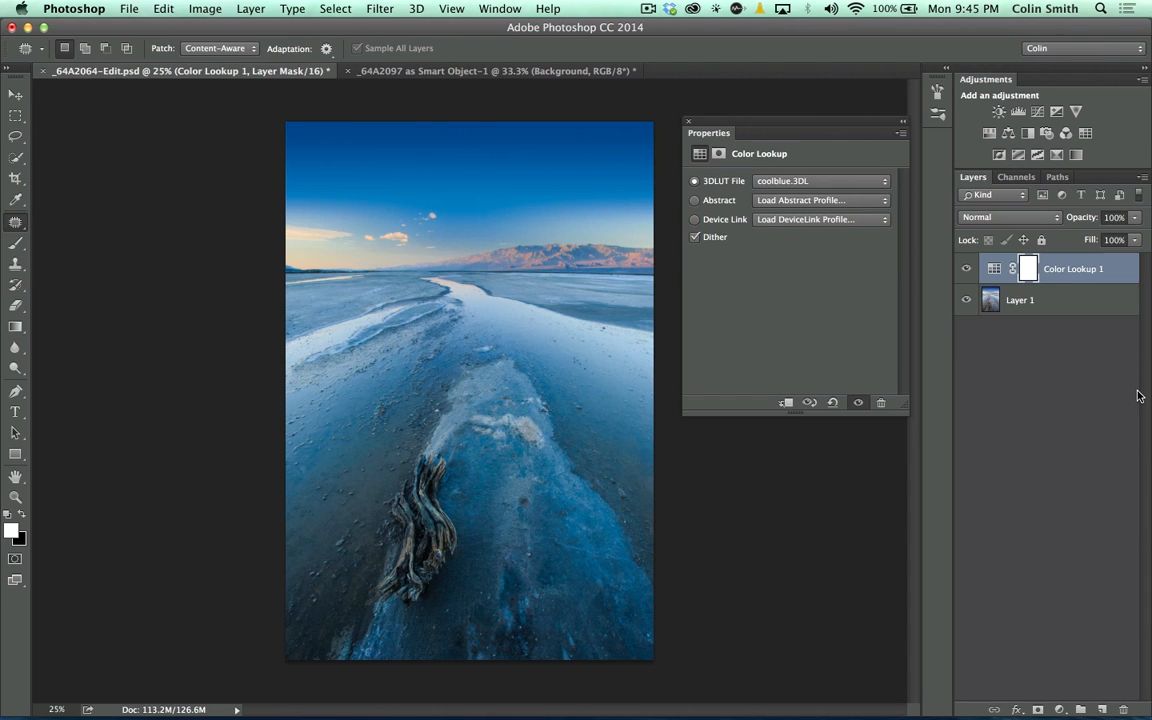 Photoshop File Edit Image Layer Type Select Filter 3D View Window Help 100% Mon 9:45 PM Colin Smith
Adobe Photoshop CC 2014
Patch: Content-Aware Adaptation: Sample All Layers Colin
_64A2064-Edit.psd @ 25% (Color Lookup 1, Layer Mask/16) * _64A2097 as Smart Object-1 @ 33.3% (Background, RGB/8*) *
Adjustments
Add an adjustment
Properties
Color Lookup
3DLUT File coolblue.3DL
Abstract Load Abstract Profile...
Device Link Load DeviceLink Profile...
Dither
Layers Channels Paths
Kind
Normal Opacity: 100%
Lock: Fill: 100%
Color Lookup 1
Layer 1
25% Doc: 113.2M/126.6M